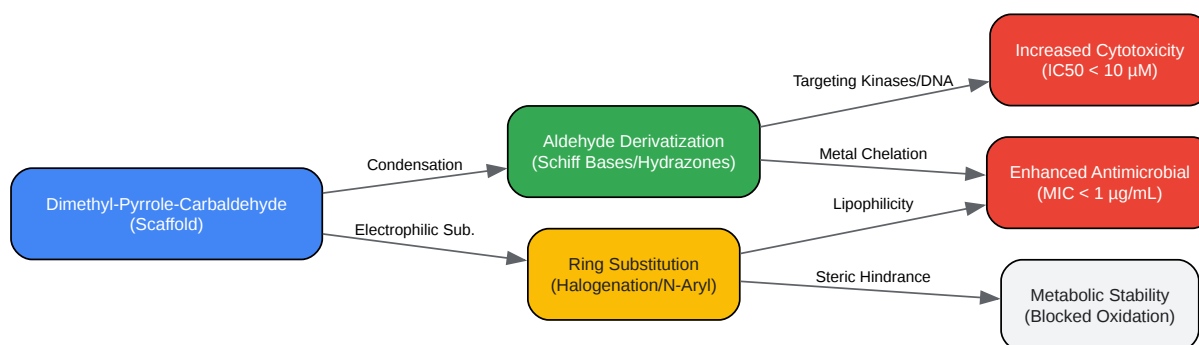 Dimethyl-Pyrrole-Carbaldehyde
(Scaffold)
Condensation
Electrophilic Sub.
Aldehyde Derivatization
(Schiff Bases/Hydrazones)
Ring Substitution
(Halogenation/N-Aryl)
Targeting Kinases/DNA
Metal Chelation
Lipophilicity
Steric Hindrance
Increased Cytotoxicity
(IC50 < 10 µM)
Enhanced Antimicrobial
(MIC < 1 µg/mL)
Metabolic Stability
(Blocked Oxidation)